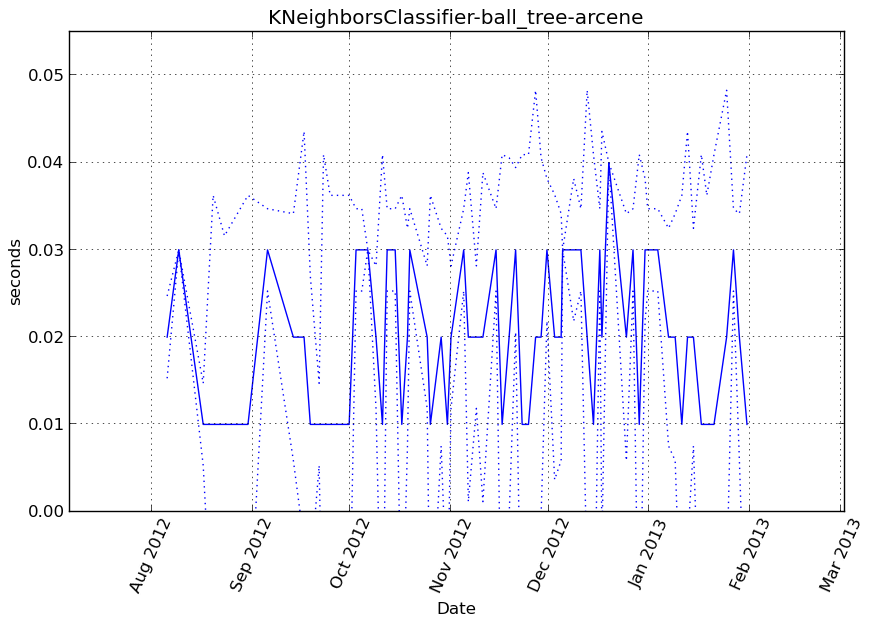 KNeighborsClassifier-ball_tree-arcene
0.05
0.04
0.03
0.02
0.01
0.00
seconds
Aug 2012
Sep 2012
Oct 2012
Nov 2012
Dec 2012
Jan 2013
Feb 2013
Mar 2013
Date